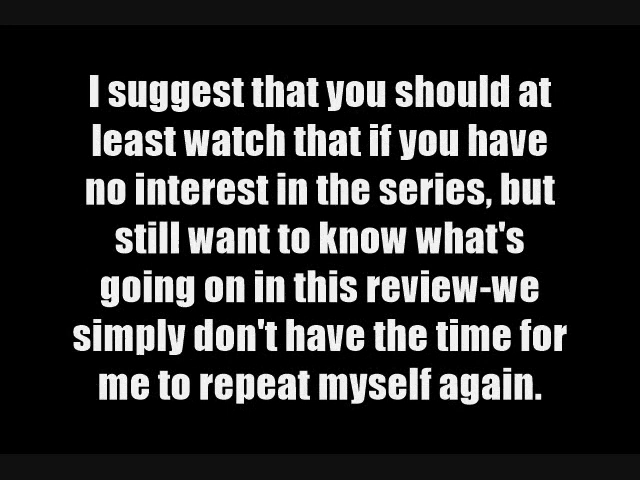 I suggest that you should at
least watch that if you have
no interest in the series, but
still want to know what's
going on in this review-we
simply don't have the time for
me to repeat myself again.